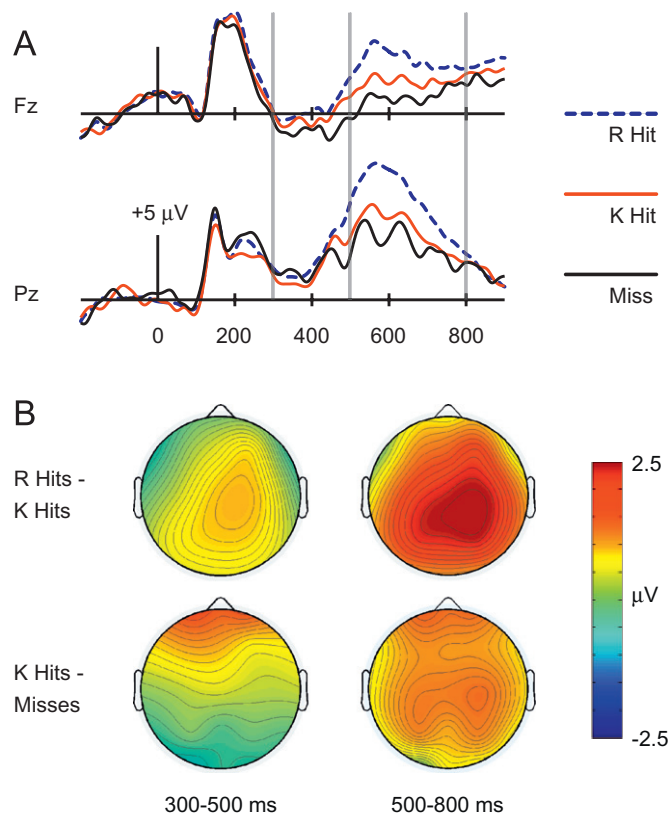 A
Fz
R Hit
+5 μV
K Hit
Pz
Miss
0 200 400 600 800
B
R Hits -
K Hits
2.5
μV
-2.5
K Hits -
Misses
300-500 ms 500-800 ms